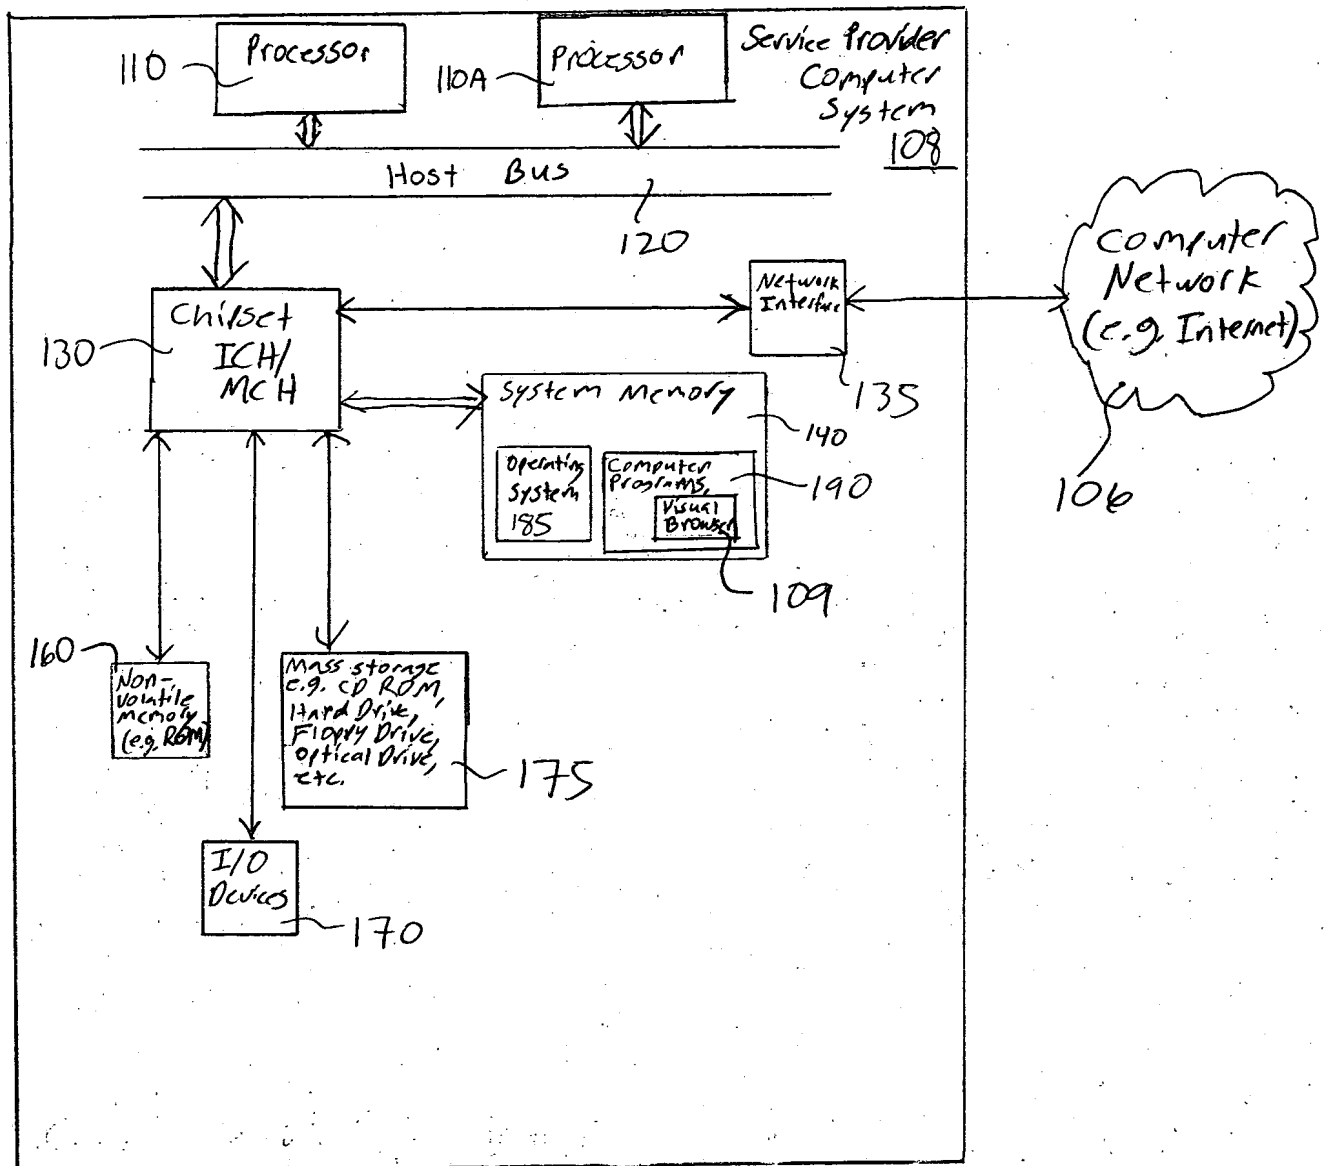 Processor
110
Processor
110A
Service Provider
Computer
System
108
Host Bus
120
Computer
Network
(e.g. Internet)
106
Network
Interface
135
Chipset
ICH/
MCH
130
System Memory
140
Operating
System
185
Computer
Programs,
190
Visual
Browser
109
160
Non-
Volatile
Memory
(e.g. ROM)
Mass storage
e.g. CD ROM,
Hard Drive,
Floppy Drive,
Optical Drive,
etc.
175
I/O
Devices
170